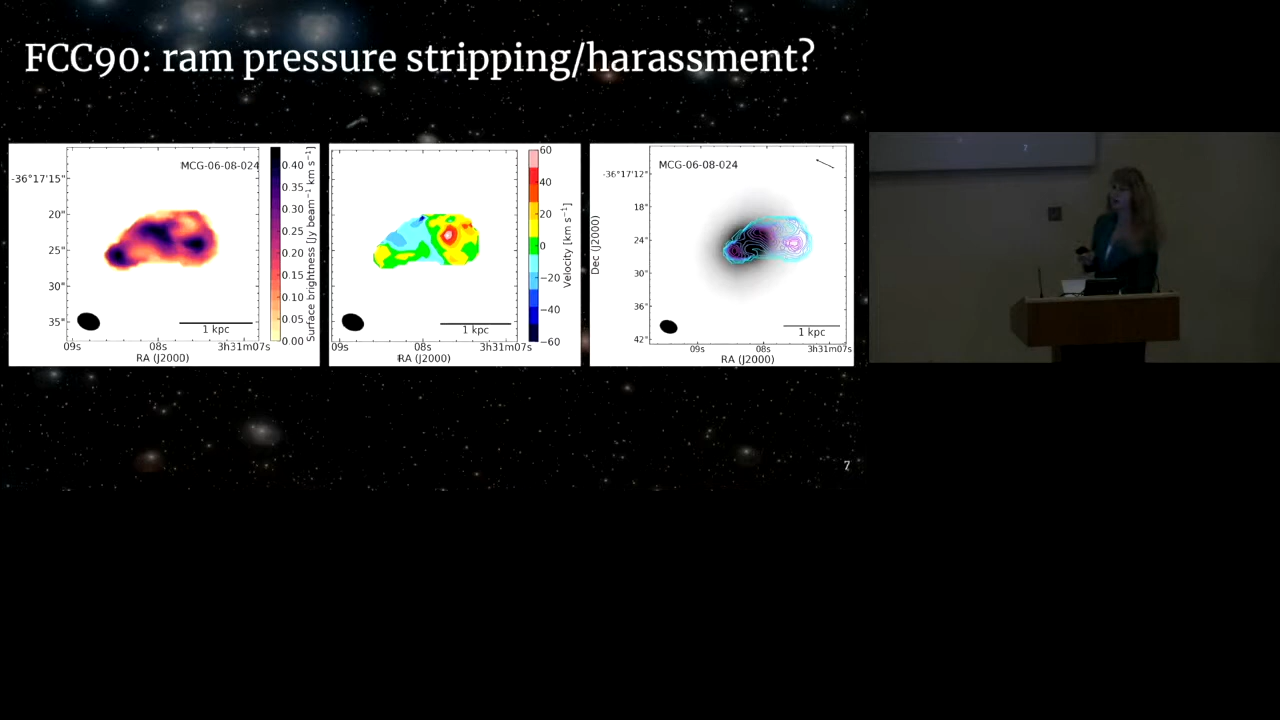 FCC90: ram pressure stripping/harassment?
MCG-06-08-024
-36°17'15"
20"
25"
30"
35"
1 kpc
09s
08s
3h31m07s
RA (J2000)
0.40
0.35
0.30
0.25
0.20
0.15
0.10
0.05
0.00
Surface brightness [Jy beam⁻¹ km s⁻¹]
1 kpc
09s
08s
3h31m07s
RA (J2000)
60
40
20
0
−20
−40
−60
Velocity [km s⁻¹]
MCG-06-08-024
-36°17'12"
18"
24"
30"
36"
42"
Dec (J2000)
1 kpc
09s
08s
3h31m07s
RA (J2000)
7